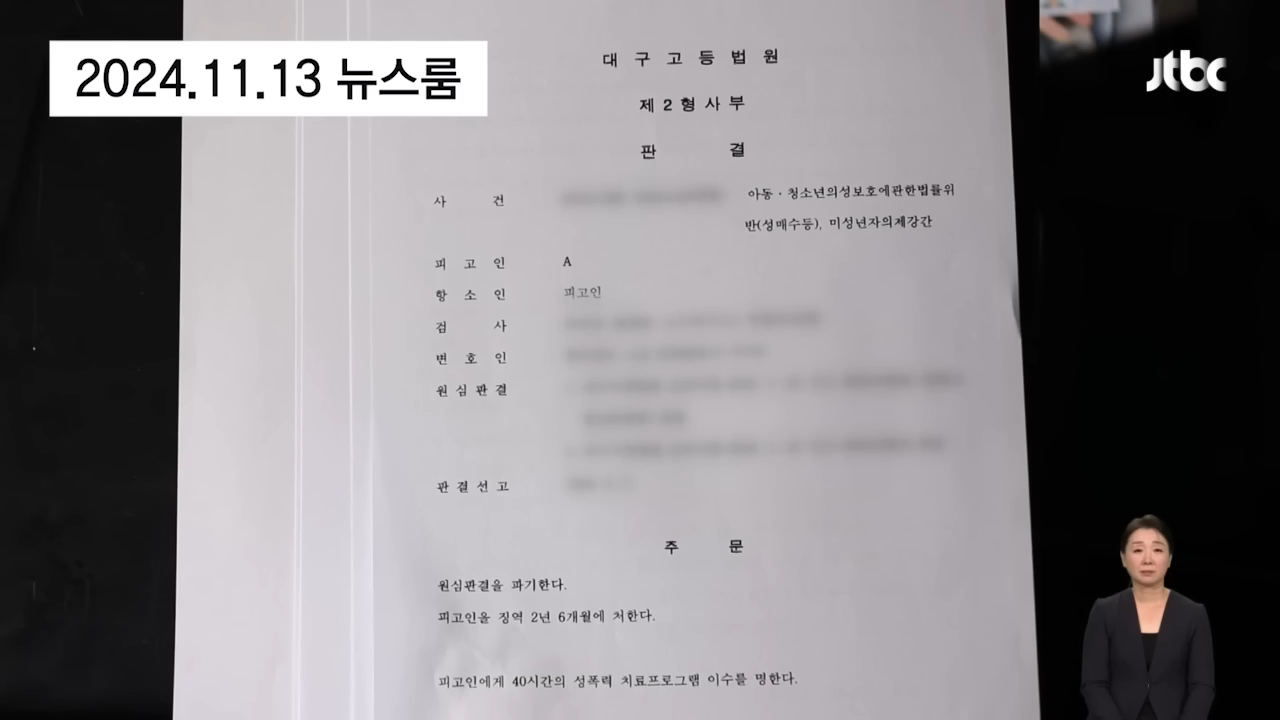 2024.11.13 뉴스룸
jtbc
대 구 고 등 법 원
제 2 형 사 부
판 결
사 건 아동·청소년의성보호에관한법률위
반(성매수등), 미성년자의제강간
피 고 인 A
항 소 인 피고인
검 사
변 호 인
원 심 판 결
판 결 선 고
주 문
원심판결을 파기한다.
피고인을 징역 2년 6개월에 처한다.
피고인에게 40시간의 성폭력 치료프로그램 이수를 명한다.